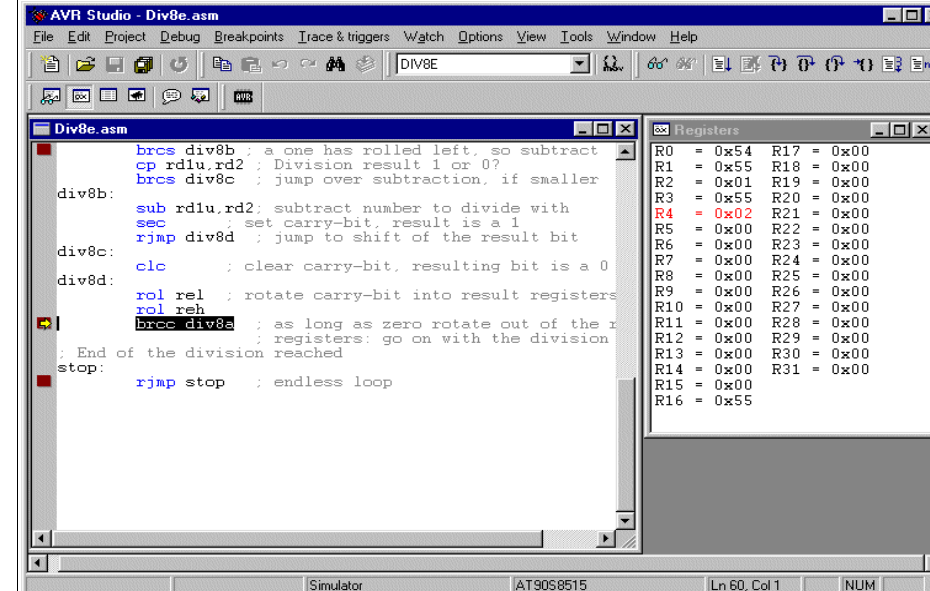 AVR Studio - Div8e.asm
File Edit Project Debug Breakpoints Trace & triggers Watch Options View Tools Window Help
DIV8E
AVR
Div8e.asm
brcs div8b ; a one has rolled left, so subtract
cp rd1u,rd2 ; Division result 1 or 0?
brcs div8c ; jump over subtraction, if smaller
div8b:
sub rd1u,rd2; subtract number to divide with
sec ; set carry-bit, result is a 1
rjmp div8d ; jump to shift of the result bit
div8c:
clc ; clear carry-bit, resulting bit is a 0
div8d:
rol rel ; rotate carry-bit into result registers
rol reh
brcc div8a ; as long as zero rotate out of the r
; registers: go on with the division
; End of the division reached
stop:
rjmp stop ; endless loop
Registers
R0 = 0x54 R17 = 0x00
R1 = 0x55 R18 = 0x00
R2 = 0x01 R19 = 0x00
R3 = 0x55 R20 = 0x00
R4 = 0x02 R21 = 0x00
R5 = 0x00 R22 = 0x00
R6 = 0x00 R23 = 0x00
R7 = 0x00 R24 = 0x00
R8 = 0x00 R25 = 0x00
R9 = 0x00 R26 = 0x00
R10 = 0x00 R27 = 0x00
R11 = 0x00 R28 = 0x00
R12 = 0x00 R29 = 0x00
R13 = 0x00 R30 = 0x00
R14 = 0x00 R31 = 0x00
R15 = 0x00
R16 = 0x55
Simulator AT90S8515 Ln 60, Col 1 NUM